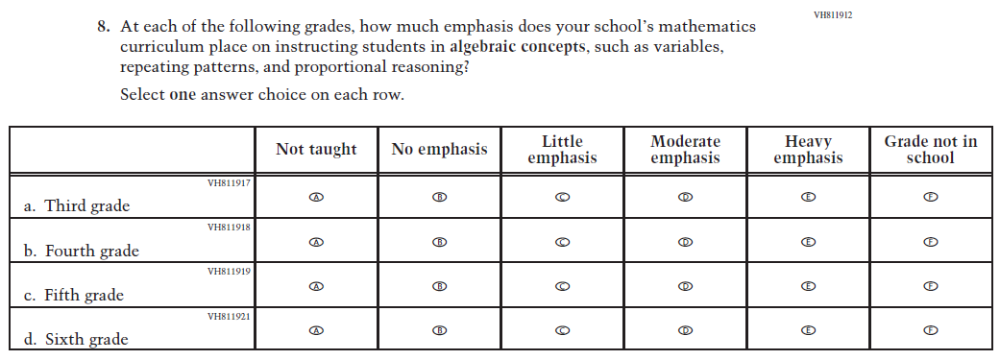 VH811912
8. At each of the following grades, how much emphasis does your school's mathematics
curriculum place on instructing students in algebraic concepts, such as variables,
repeating patterns, and proportional reasoning?
Select one answer choice on each row.
Not taught No emphasis Little emphasis Moderate emphasis Heavy emphasis Grade not in school
VH811917
a. Third grade A B C D E F
VH811918
b. Fourth grade A B C D E F
VH811919
c. Fifth grade A B C D E F
VH811921
d. Sixth grade A B C D E F